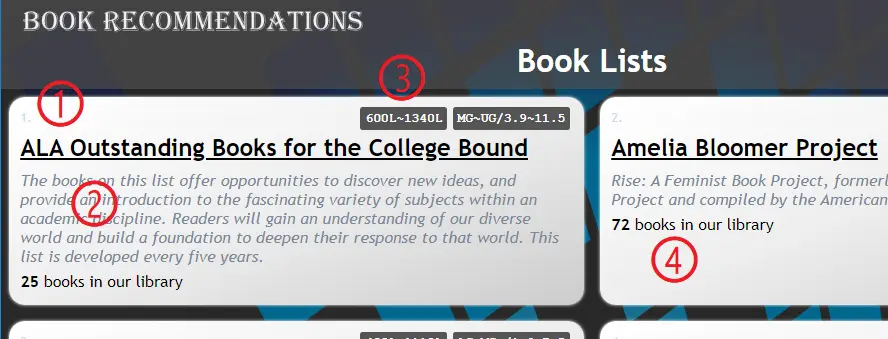 BOOK RECOMMENDATIONS
Book Lists
1
3
1.
600L~1340L MG~UG/3.9~11.5
ALA Outstanding Books for the College Bound
The books on this list offer opportunities to discover new ideas, and
provide an introduction to the fascinating variety of subjects within an
academic discipline. Readers will gain an understanding of our diverse
world and build a foundation to deepen their response to that world. This
list is developed every five years.
2
25 books in our library
2.
Amelia Bloomer Project
Rise: A Feminist Book Project, formerl
Project and compiled by the American
72 books in our library
4